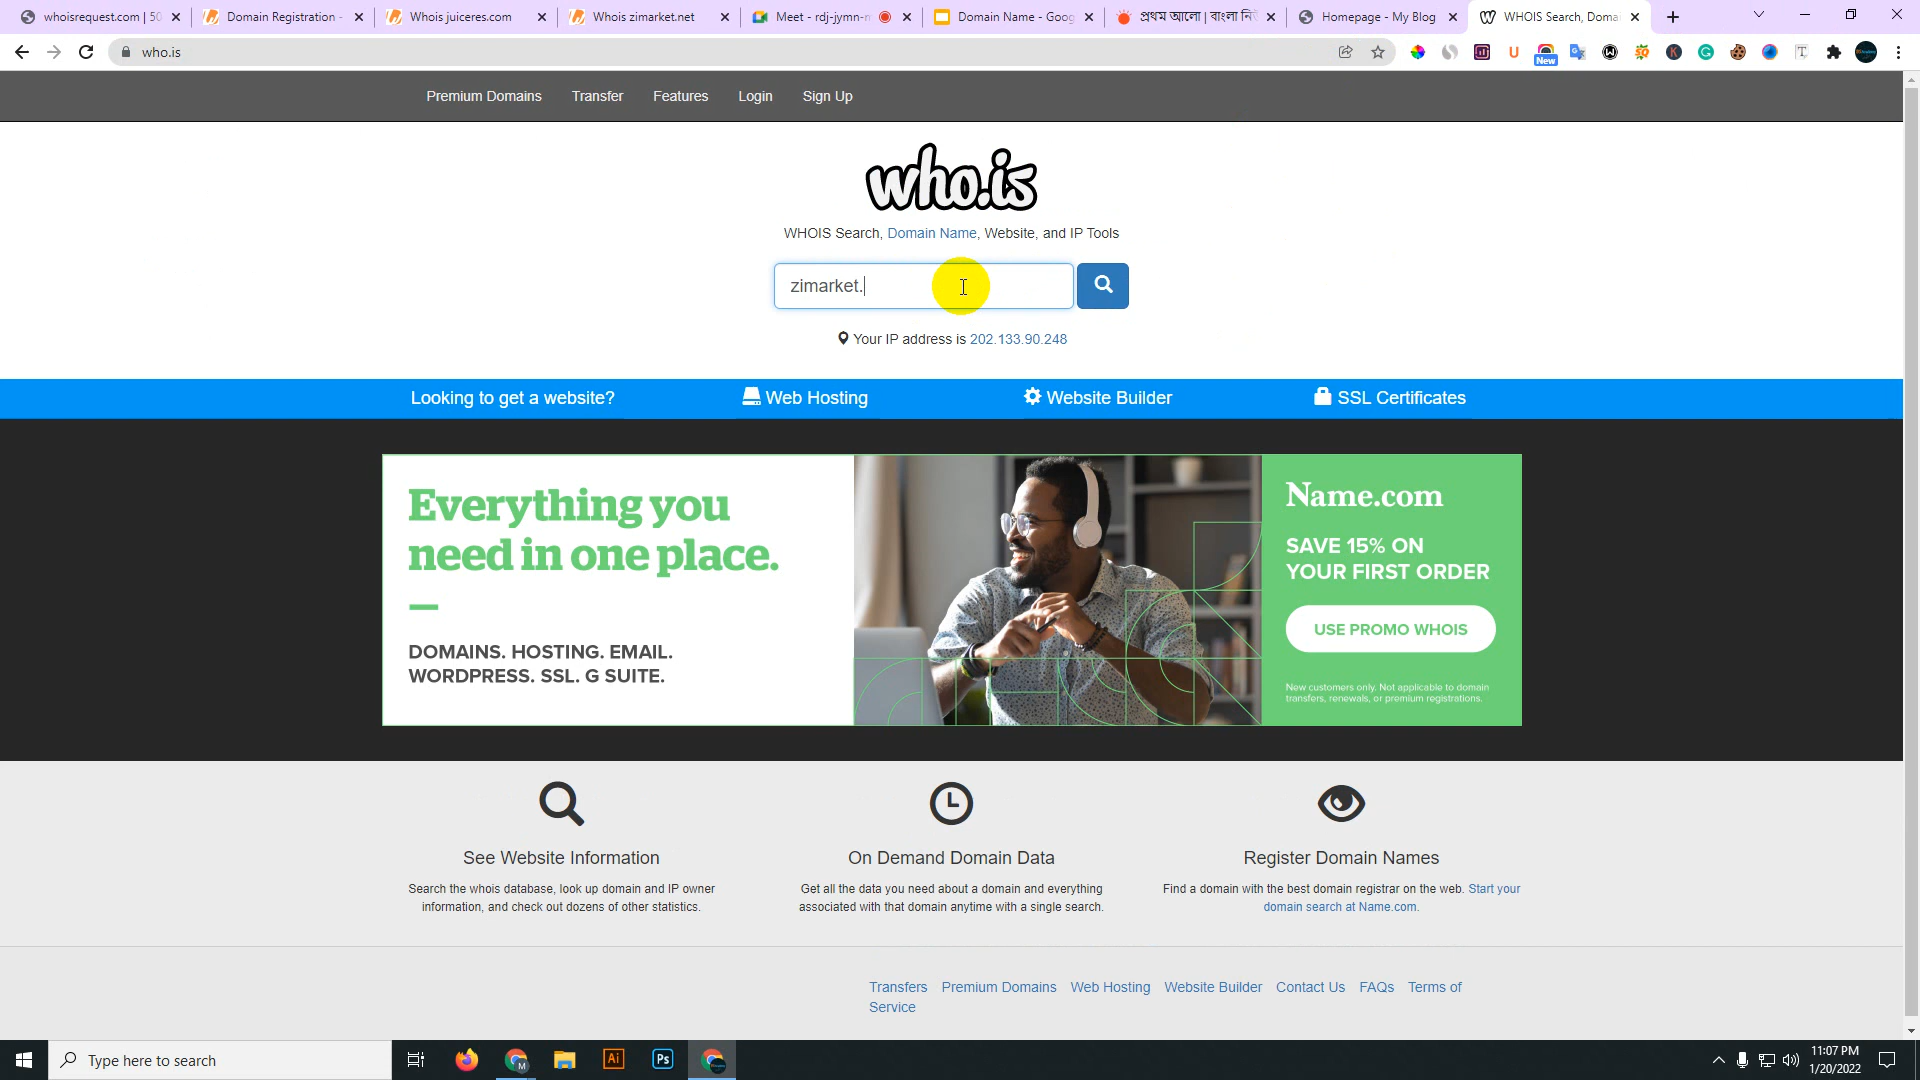 whoisrequest.com | 50
Domain Registration -
Whois juiceres.com
Whois zimarket.net
Meet - rdj-jymn-m
Domain Name - Goog
প্রথম আলো | বাংলা নিউ
Homepage - My Blog
WHOIS Search, Domai
who.is
New
Premium Domains
Transfer
Features
Login
Sign Up
who.is
WHOIS Search, Domain Name, Website, and IP Tools
zimarket.
Your IP address is 202.133.90.248
Looking to get a website?
Web Hosting
Website Builder
SSL Certificates
Everything you
need in one place.
DOMAINS. HOSTING. EMAIL.
WORDPRESS. SSL. G SUITE.
Name.com
SAVE 15% ON
YOUR FIRST ORDER
USE PROMO WHOIS
New customers only. Not applicable to domain
transfers, renewals, or premium registrations.
See Website Information
Search the whois database, look up domain and IP owner
information, and check out dozens of other statistics.
On Demand Domain Data
Get all the data you need about a domain and everything
associated with that domain anytime with a single search.
Register Domain Names
Find a domain with the best domain registrar on the web. Start your
domain search at Name.com.
Transfers
Premium Domains
Web Hosting
Website Builder
Contact Us
FAQs
Terms of
Service
Type here to search
M
Ai
Ps
11:07 PM
1/20/2022